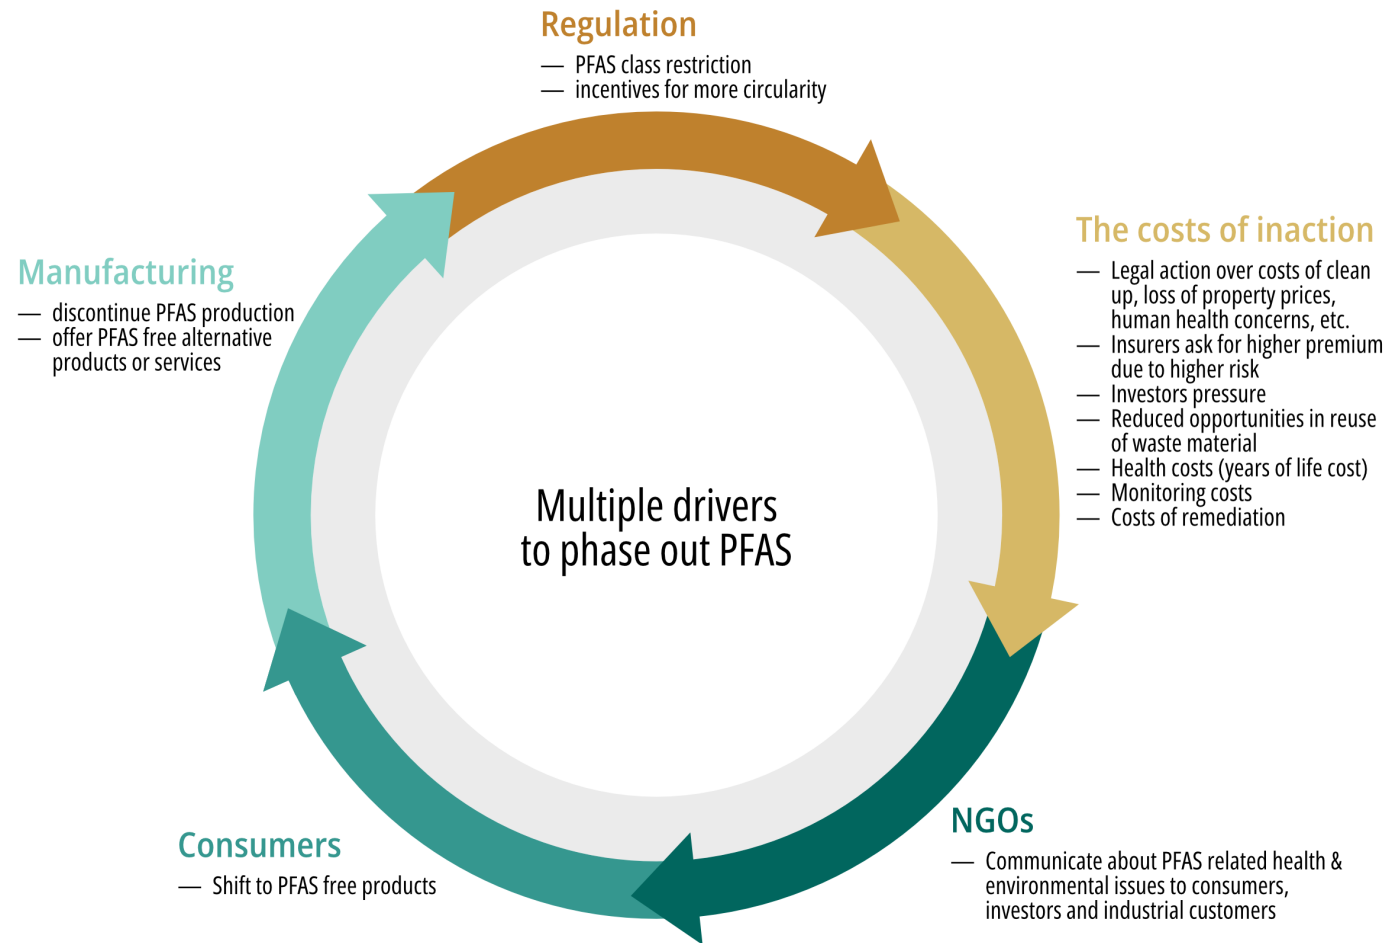 Regulation
— PFAS class restriction
— incentives for more circularity
The costs of inaction
— Legal action over costs of clean
up, loss of property prices,
human health concerns, etc.
— Insurers ask for higher premium
due to higher risk
— Investors pressure
— Reduced opportunities in reuse
of waste material
— Health costs (years of life cost)
— Monitoring costs
— Costs of remediation
Manufacturing
— discontinue PFAS production
— offer PFAS free alternative
products or services
Multiple drivers
to phase out PFAS
NGOs
— Communicate about PFAS related health &
environmental issues to consumers,
investors and industrial customers
Consumers
— Shift to PFAS free products